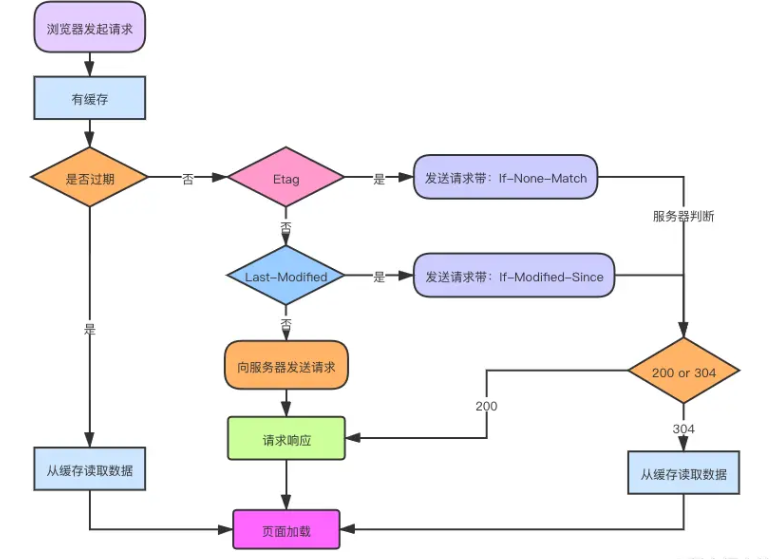 浏览器发起请求
有缓存
是否过期
否
Etag
是
发送请求带：If-None-Match
服务器判断
否
Last-Modified
是
发送请求带：If-Modified-Since
是
否
向服务器发送请求
200 or 304
200
304
请求响应
从缓存读取数据
从缓存读取数据
页面加载